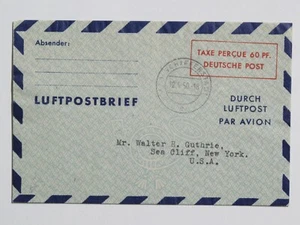 Absender:
TAXE PERÇUE 60 PF.
DEUTSCHE POST
LUFTPOSTBRIEF
DURCH
LUFTPOST
PAR AVION
Mr. Walter H. Guthrie,
Sea Cliff, New York.
U.S.A.